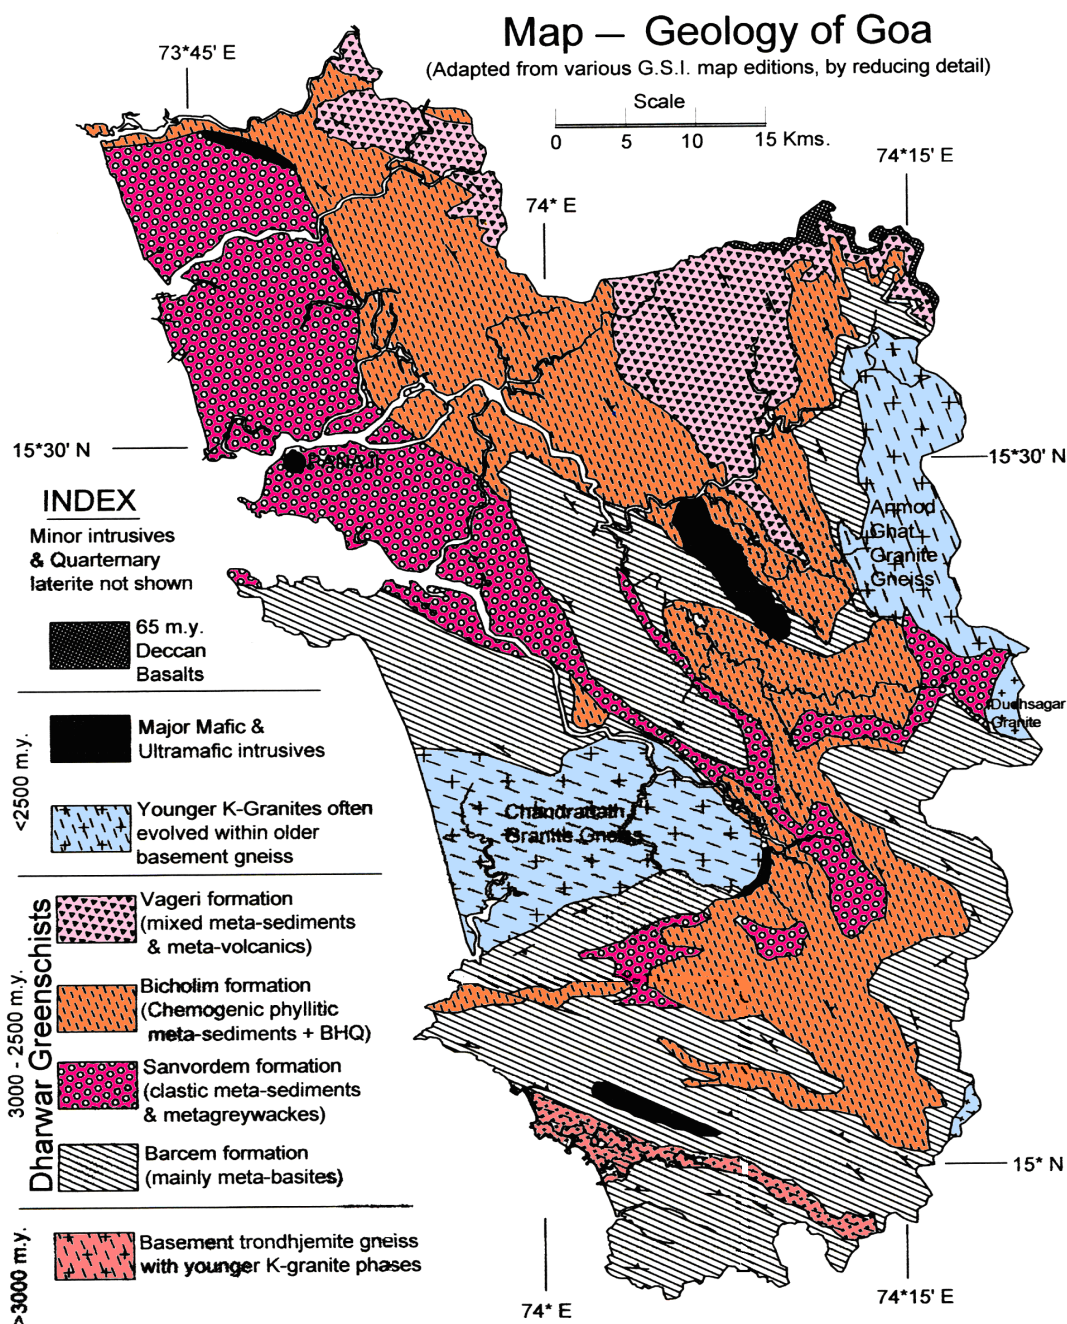 Map – Geology of Goa
(Adapted from various G.S.I. map editions, by reducing detail)
Scale
0 5 10 15 Kms.
73*45' E
74* E
74*15' E
15*30' N
15*30' N
PANAJI
Anmod
Ghat
Granite
Gneiss
Dudhsagar
Granite
Chandranath
Granite Gneiss
INDEX
Minor intrusives
& Quarternary
laterite not shown
65 m.y.
Deccan
Basalts
<2500 m.y.
Major Mafic &
Ultramafic intrusives
Younger K-Granites often
evolved within older
basement gneiss
3000 - 2500 m.y.
Dharwar Greenschists
Vageri formation
(mixed meta-sediments
& meta-volcanics)
Bicholim formation
(Chemogenic phyllitic
meta-sediments + BHQ)
Sanvordem formation
(clastic meta-sediments
& metagreywackes)
Barcem formation
(mainly meta-basites)
>3000 m.y.
Basement trondhjemite gneiss
with younger K-granite phases
15* N
74* E
74*15' E